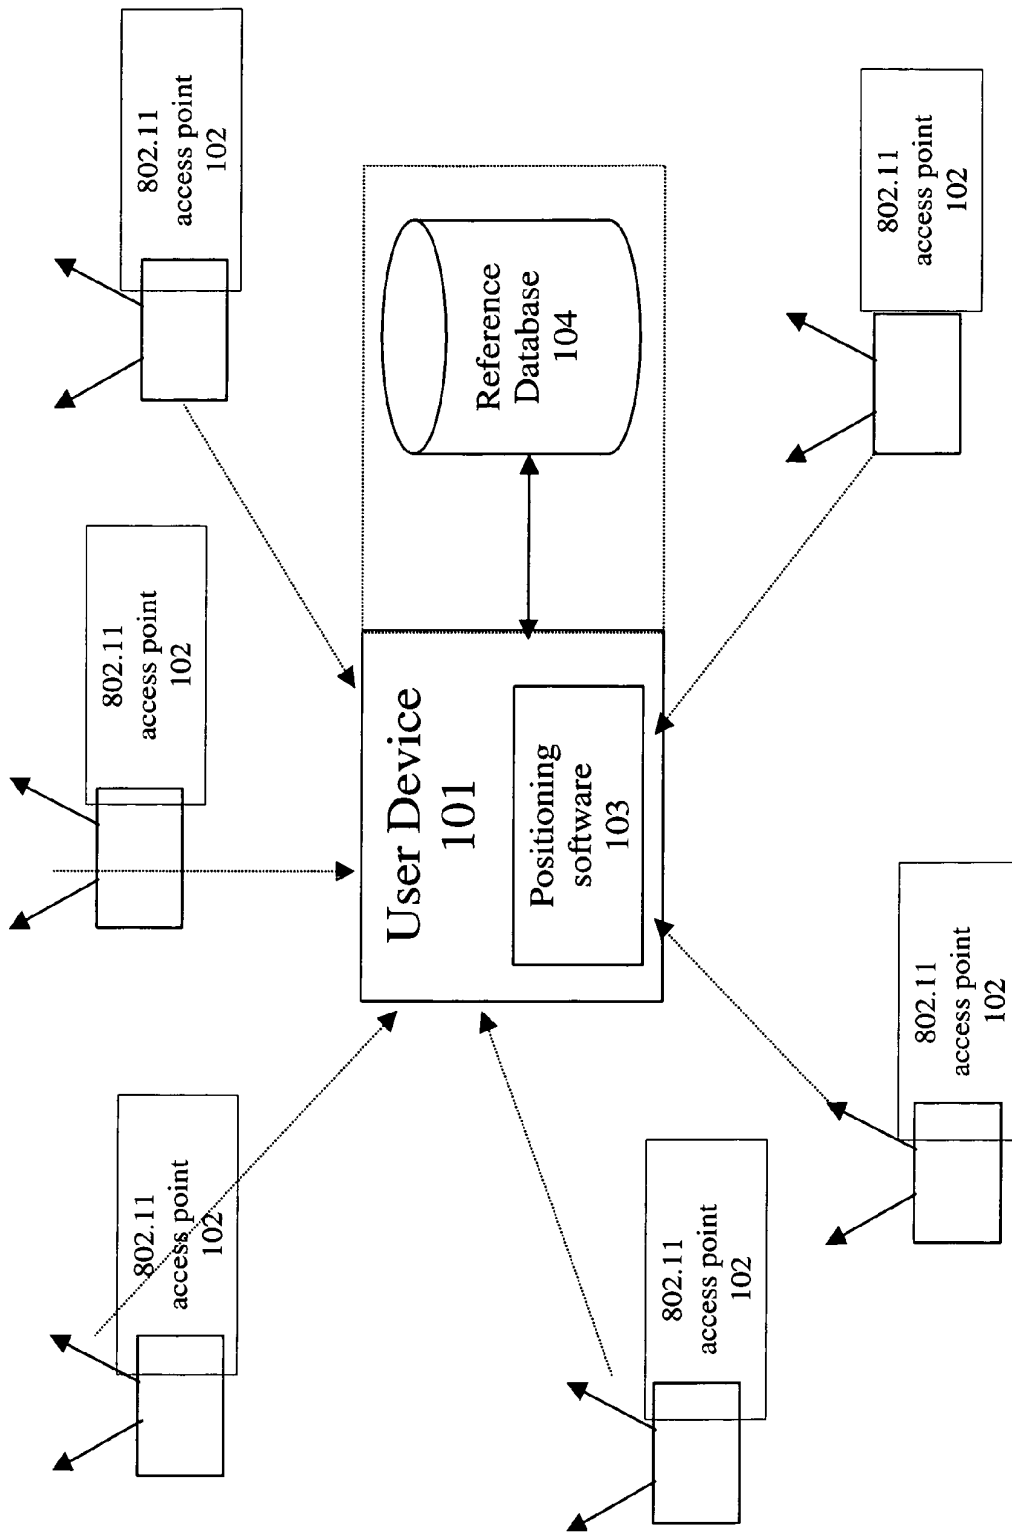 802.11
access point
102
802.11
access point
102
802.11
access point
102
User Device
101
Positioning
software
103
Reference
Database
104
802.11
access point
102
802.11
access point
102
802.11
access point
102